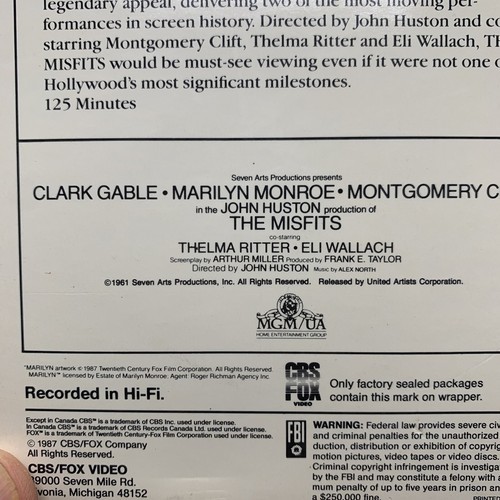 legendary appeal, delivering two of the most moving per-
formances in screen history. Directed by John Huston and co
starring Montgomery Clift, Thelma Ritter and Eli Wallach, TH
MISFITS would be must-see viewing even if it were not one o
Hollywood's most significant milestones.
125 Minutes
Seven Arts Productions presents
CLARK GABLE • MARILYN MONROE • MONTGOMERY C
in the JOHN HUSTON production of
THE MISFITS
co-starring
THELMA RITTER • ELI WALLACH
Screenplay by ARTHUR MILLER Produced by FRANK E. TAYLOR
Directed by JOHN HUSTON Music by ALEX NORTH
©1961 Seven Arts Productions, Inc. All Rights Reserved. Released by United Artists Corporation.
MGM/UA
HOME ENTERTAINMENT GROUP
"MARILYN artwork © 1987 Twentieth Century Fox Film Corporation. All Rights Reserved.
MARILYN™ licensed by Estate of Marilyn Monroe; Agent: Roger Richman Agency Inc.
Recorded in Hi-Fi.
CBS
FOX
VIDEO
Only factory sealed packages
contain this mark on wrapper.
Except in Canada CBS™ is a trademark of CBS Inc. used under license.
In Canada CBS™ is a trademark of CBS Records Canada Ltd. used under license.
FOX™ is a trademark of Twentieth Century-Fox Film Corporation used under license.
© 1987 CBS/FOX Company
All Rights Reserved.
CBS/FOX VIDEO
39000 Seven Mile Rd.
vonia, Michigan 48152
FBI
WARNING: Federal law provides severe civ
and criminal penalties for the unauthorized
duction, distribution or exhibition of copyrig
motion pictures, video tapes or video discs.
Criminal copyright infringement is investiga
by the FBI and may constitute a felony with
mum penalty of up to five years in prison an
a $250,000 fine.
PRINTED